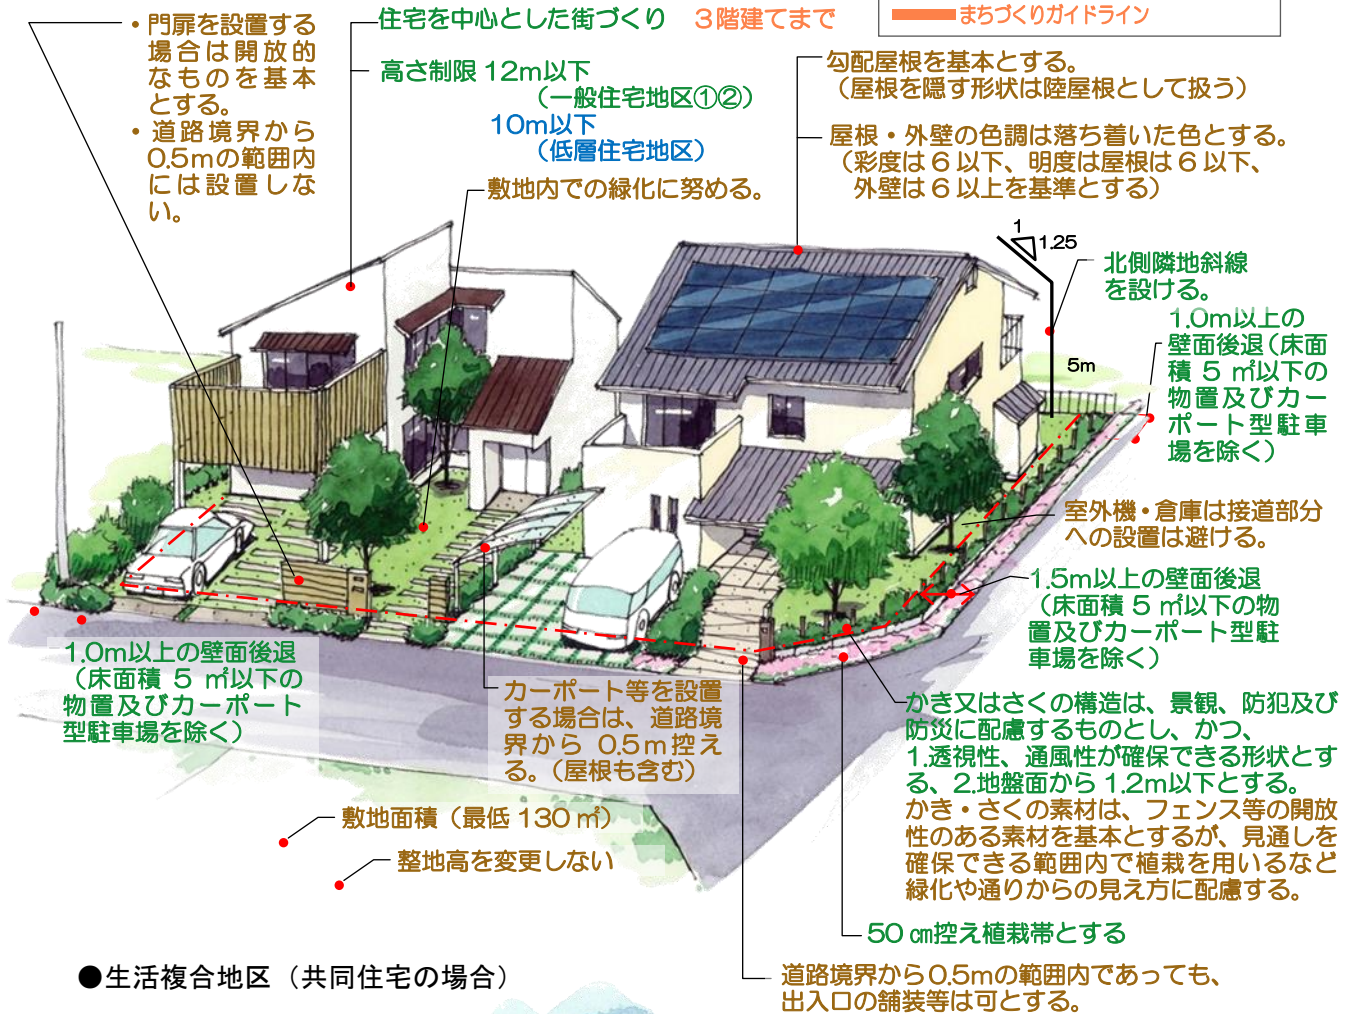 ・門扉を設置する
場合は開放的
なものを基本
とする。
・道路境界から
0.5mの範囲内
には設置しな
い。
住宅を中心とした街づくり　３階建てまで
まちづくりガイドライン
高さ制限 12m以下
（一般住宅地区①②）
10m以下
（低層住宅地区）
敷地内での緑化に努める。
勾配屋根を基本とする。
（屋根を隠す形状は陸屋根として扱う）
屋根・外壁の色調は落ち着いた色とする。
（彩度は６以下、明度は屋根は６以下、
外壁は６以上を基準とする）
1
1.25
5m
北側隣地斜線
を設ける。
1.0m以上の
壁面後退（床面
積 5 ㎡以下の
物置及びカー
ポート型駐車
場を除く）
室外機・倉庫は接道部分
への設置は避ける。
1.5m以上の壁面後退
（床面積 5 ㎡以下の物
置及びカーポート型駐
車場を除く）
1.0m以上の壁面後退
（床面積 5 ㎡以下の
物置及びカーポート
型駐車場を除く）
カーポート等を設置
する場合は、道路境
界から 0.5m控え
る。（屋根も含む）
かき又はさくの構造は、景観、防犯及び
防災に配慮するものとし、かつ、
1.透視性、通風性が確保できる形状とす
る、2.地盤面から1.2m以下とする。
かき・さくの素材は、フェンス等の開放
性のある素材を基本とするが、見通しを
確保できる範囲内で植栽を用いるなど
緑化や通りからの見え方に配慮する。
敷地面積（最低 130 ㎡）
整地高を変更しない
50 ㎝控え植栽帯とする
●生活複合地区（共同住宅の場合）
道路境界から0.5mの範囲内であっても、
出入口の舗装等は可とする。